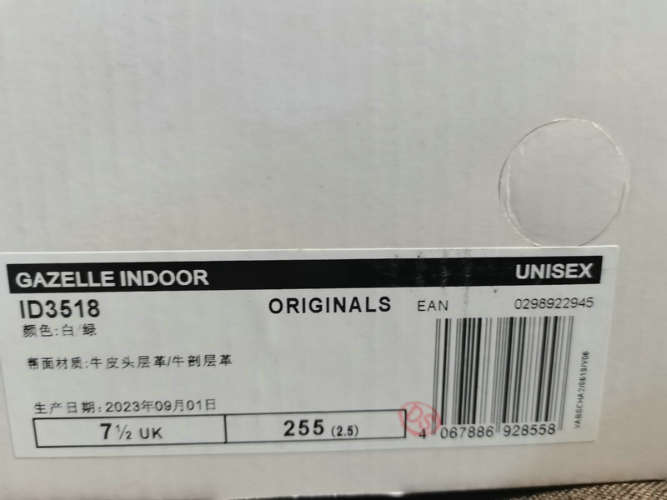 GAZELLE INDOOR UNISEX
ID3518 ORIGINALS EAN 0298922945
颜色:白/绿
帮面材质:牛皮头层革/牛剖层革
生产日期:2023年09月01日
7½ UK 255 (2.5)
4 067886 928558